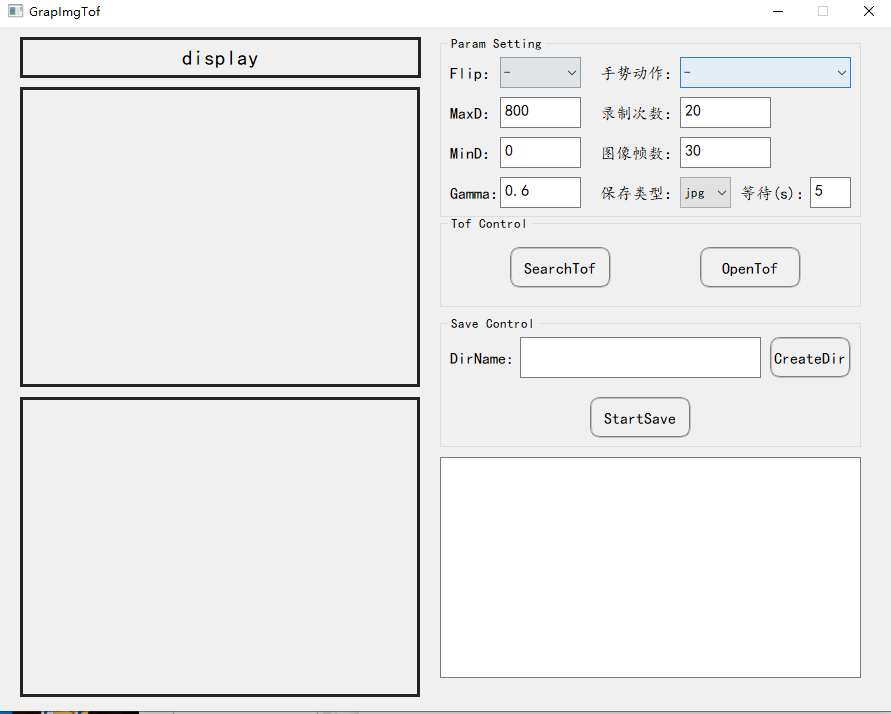 GrapImgTof
display
Param Setting
Flip: - 手势动作: -
MaxD: 800 录制次数: 20
MinD: 0 图像帧数: 30
Gamma: 0.6 保存类型: jpg 等待(s): 5
Tof Control
SearchTof OpenTof
Save Control
DirName: CreateDir
StartSave